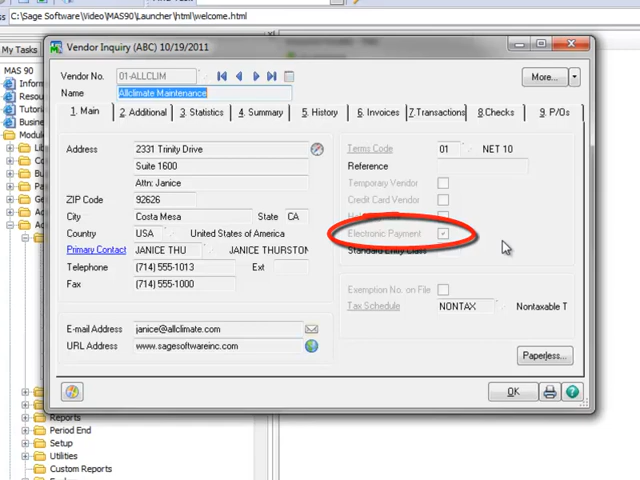 C:\Sage Software\Video\MAS90\Launcher\html\welcome.html
My Tasks
MAS 90
Vendor Inquiry (ABC) 10/19/2011
Vendor No. 01-ALLCLIM More...
Name Allclimate Maintenance
1. Main 2. Additional 3. Statistics 4. Summary 5. History 6. Invoices 7.Transactions 8.Checks 9. P/Os
Address 2331 Trinity Drive
Suite 1600
Attn: Janice
ZIP Code 92626
City Costa Mesa State CA
Country USA United States of America
Primary Contact JANICE THU JANICE THURSTON
Telephone (714) 555-1013 Ext
Fax (714) 555-1000
E-mail Address janice@allclimate.com
URL Address www.sagesoftwareinc.com
Terms Code 01 NET 10
Reference
Temporary Vendor
Credit Card Vendor
Electronic Payment
Standard Entry Class
Exemption No. on File
Tax Schedule NONTAX Nontaxable T
Paperless...
OK
Reports
Period End
Setup
Utilities
Custom Reports